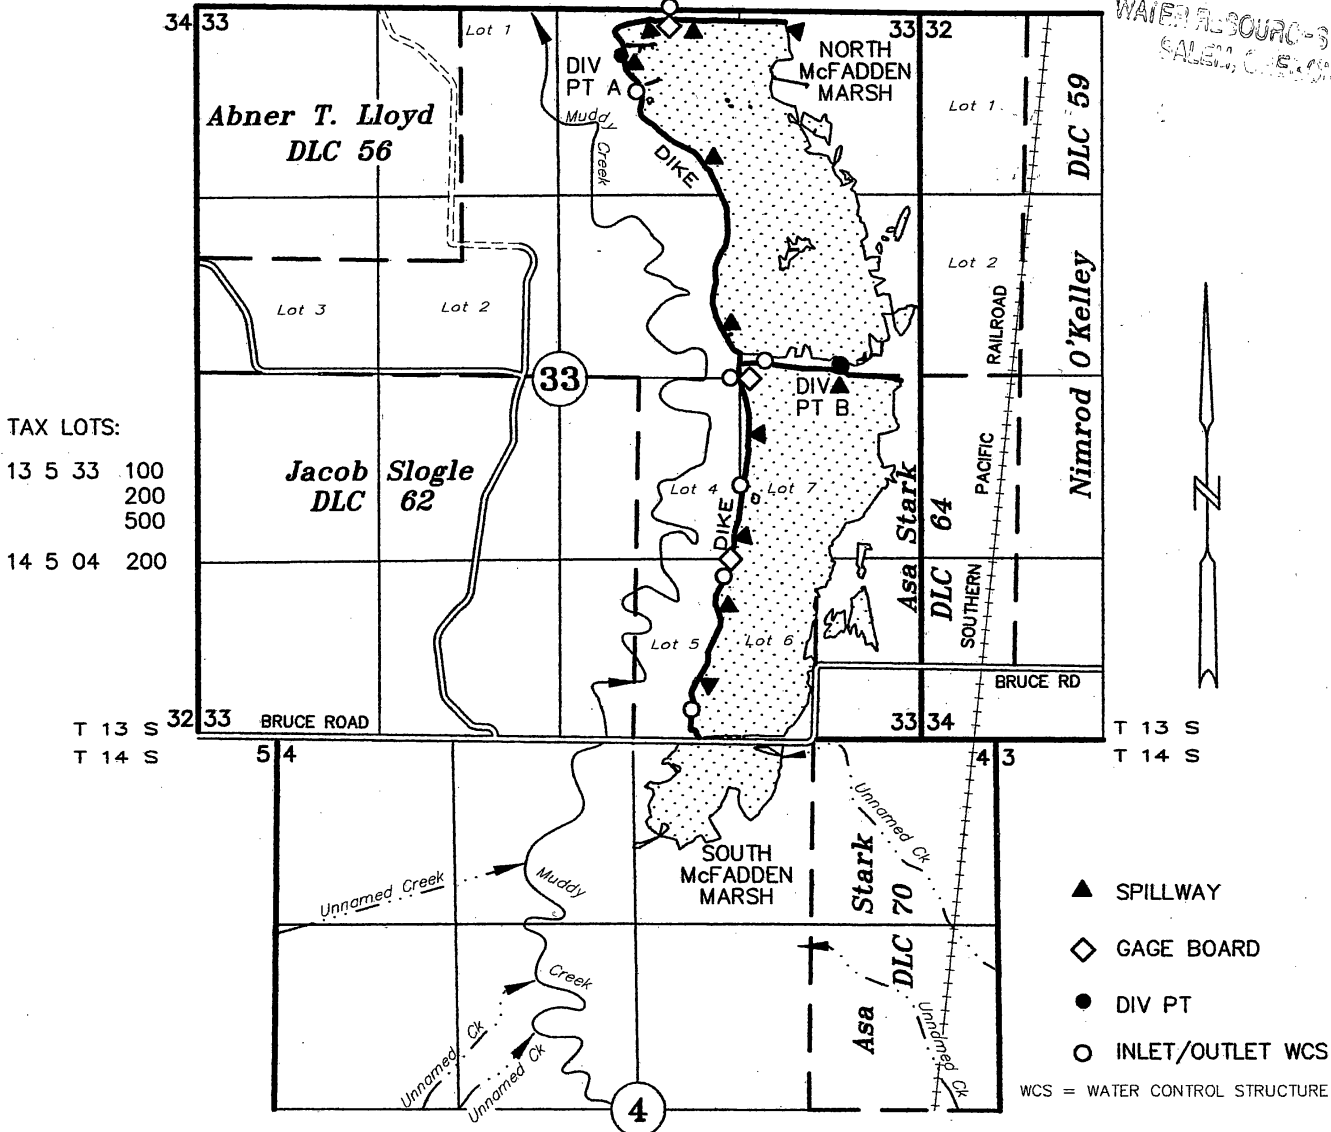 34 33
Lot 1
33 32
WATER RESOURCES
SALEM, OREGON
NORTH
McFADDEN
MARSH
DIV
PT A
Lot 1
DLC 59
Abner T. Lloyd
DLC 56
Muddy
Creek
DIKE
Lot 2
Nimrod O'Kelley
Lot 3
Lot 2
RAILROAD
33
DIV
PT B
TAX LOTS:
13 5 33 100
200
500
14 5 04 200
Jacob Slogle
DLC 62
Lot 4
Lot 7
DIKE
Asa Stark
DLC 64
PACIFIC
SOUTHERN
N
Lot 5
Lot 6
BRUCE RD
32 33
BRUCE ROAD
33 34
T 13 S
T 13 S
T 14 S
5 4
4 3
T 14 S
Unnamed Ck
SOUTH
McFADDEN
MARSH
Asa Stark
DLC 70
Unnamed Creek
Muddy
Creek
Unnamed Ck
Unnamed Ck
Unnamed Ck
4
SPILLWAY
GAGE BOARD
DIV PT
INLET/OUTLET WCS
WCS = WATER CONTROL STRUCTURE